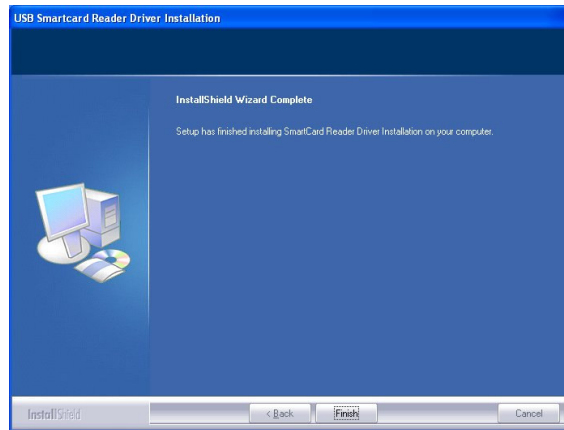 USB Smartcard Reader Driver Installation
InstallShield Wizard Complete
Setup has finished installing SmartCard Reader Driver Installation on your computer.
InstallShield
< Back
Finish
Cancel